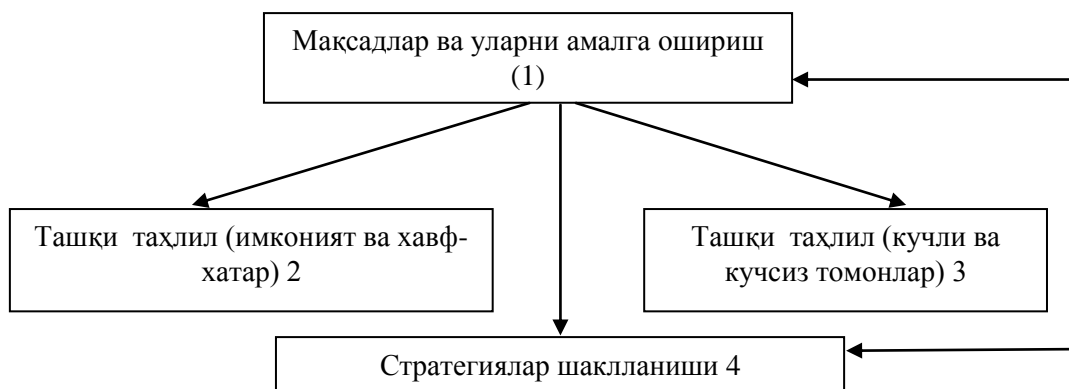 Мақсадлар ва уларни амалга ошириш
(1)
Ташқи таҳлил (имконият ва хавф-
хатар) 2
Ташқи таҳлил (кучли ва
кучсиз томонлар) 3
Стратегиялар шаклланиши 4